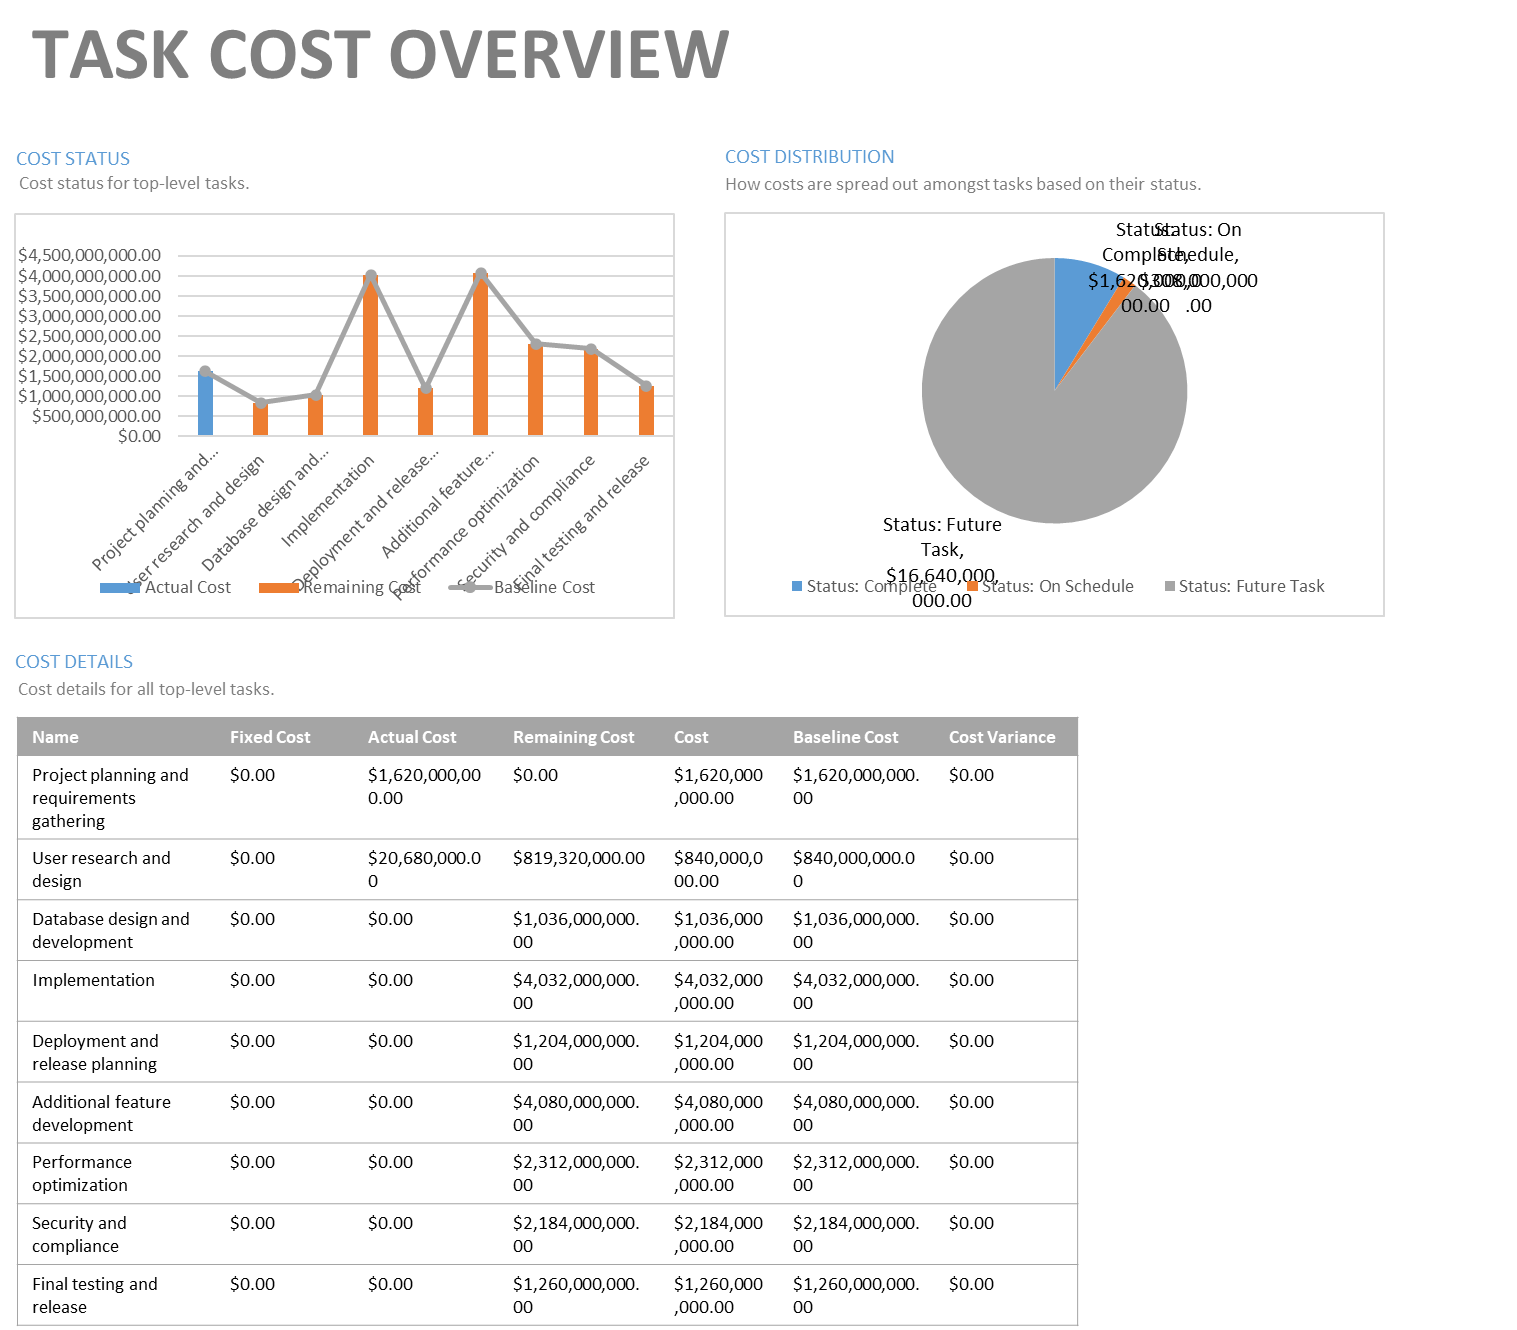 TASK COST OVERVIEW
COST STATUS
Cost status for top-level tasks.
$4,500,000,000.00
$4,000,000,000.00
$3,500,000,000.00
$3,000,000,000.00
$2,500,000,000.00
$2,000,000,000.00
$1,500,000,000.00
$1,000,000,000.00
$500,000,000.00
$0.00
Project planning and...
User research and design
Database design and...
Implementation
Deployment and release...
Additional feature...
Performance optimization
Security and compliance
Final testing and release
Actual Cost
Remaining Cost
Baseline Cost
COST DISTRIBUTION
How costs are spread out amongst tasks based on their status.
Status:
Complete,
$1,620,000,0
00.00
Status: On
Schedule,
$308,000,000
.00
Status: Future
Task,
$16,640,000,
000.00
Status: Complete
Status: On Schedule
Status: Future Task
COST DETAILS
Cost details for all top-level tasks.
Name Fixed Cost Actual Cost Remaining Cost Cost Baseline Cost Cost Variance
Project planning and $0.00 $1,620,000,00 $0.00 $1,620,000 $1,620,000,000. $0.00
requirements 0.00 ,000.00 00
gathering
User research and $0.00 $20,680,000.0 $819,320,000.00 $840,000,0 $840,000,000.0 $0.00
design 0 00.00 0
Database design and $0.00 $0.00 $1,036,000,000. $1,036,000 $1,036,000,000. $0.00
development 00 ,000.00 00
Implementation $0.00 $0.00 $4,032,000,000. $4,032,000 $4,032,000,000. $0.00
00 ,000.00 00
Deployment and $0.00 $0.00 $1,204,000,000. $1,204,000 $1,204,000,000. $0.00
release planning 00 ,000.00 00
Additional feature $0.00 $0.00 $4,080,000,000. $4,080,000 $4,080,000,000. $0.00
development 00 ,000.00 00
Performance $0.00 $0.00 $2,312,000,000. $2,312,000 $2,312,000,000. $0.00
optimization 00 ,000.00 00
Security and $0.00 $0.00 $2,184,000,000. $2,184,000 $2,184,000,000. $0.00
compliance 00 ,000.00 00
Final testing and $0.00 $0.00 $1,260,000,000. $1,260,000 $1,260,000,000. $0.00
release 00 ,000.00 00